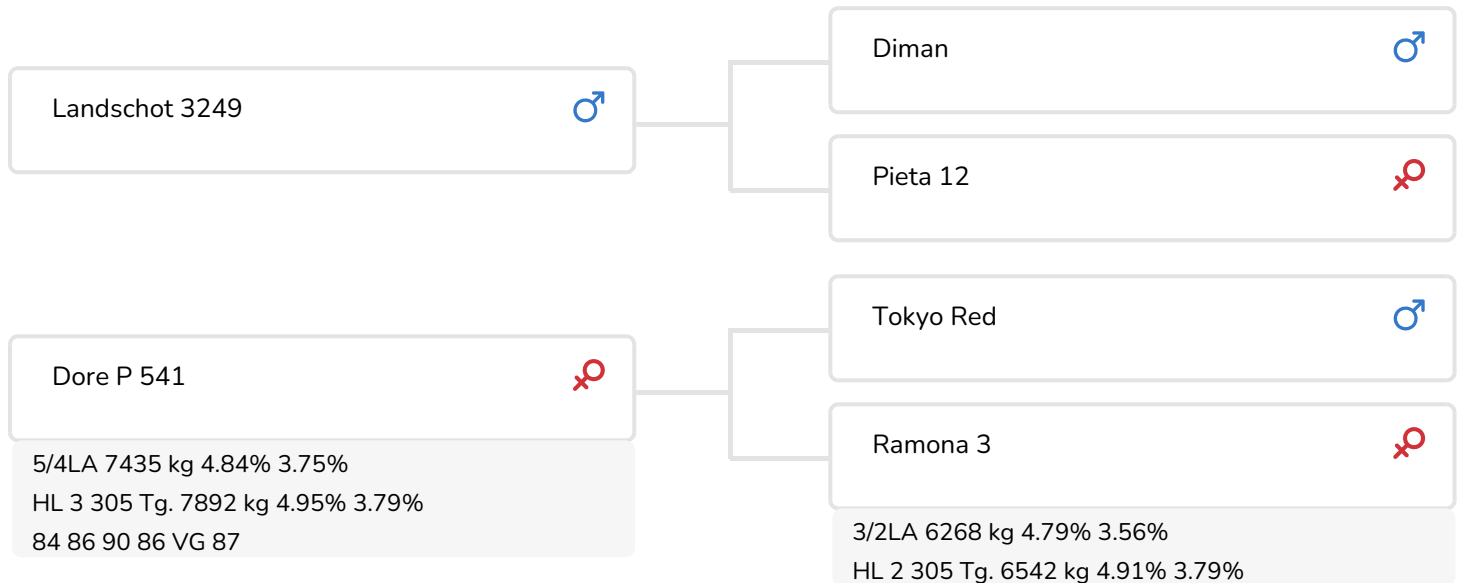 Landschot 3249
Diman
Pieta 12
Dore P 541
5/4LA 7435 kg 4.84% 3.75%
HL 3 305 Tg. 7892 kg 4.95% 3.79%
84 86 90 86 VG 87
Tokyo Red
Ramona 3
3/2LA 6268 kg 4.79% 3.56%
HL 2 305 Tg. 6542 kg 4.91% 3.79%